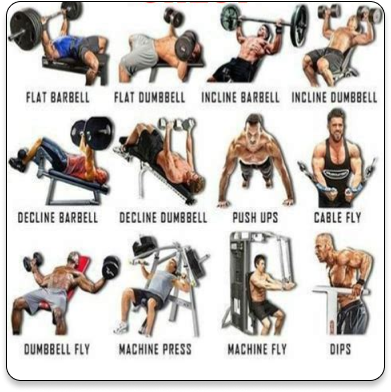 FLAT BARBELL
FLAT DUMBBELL
INCLINE BARBELL
INCLINE DUMBBELL
DECLINE BARBELL
DECLINE DUMBBELL
PUSH UPS
CABLE FLY
DUMBBELL FLY
MACHINE PRESS
MACHINE FLY
DIPS